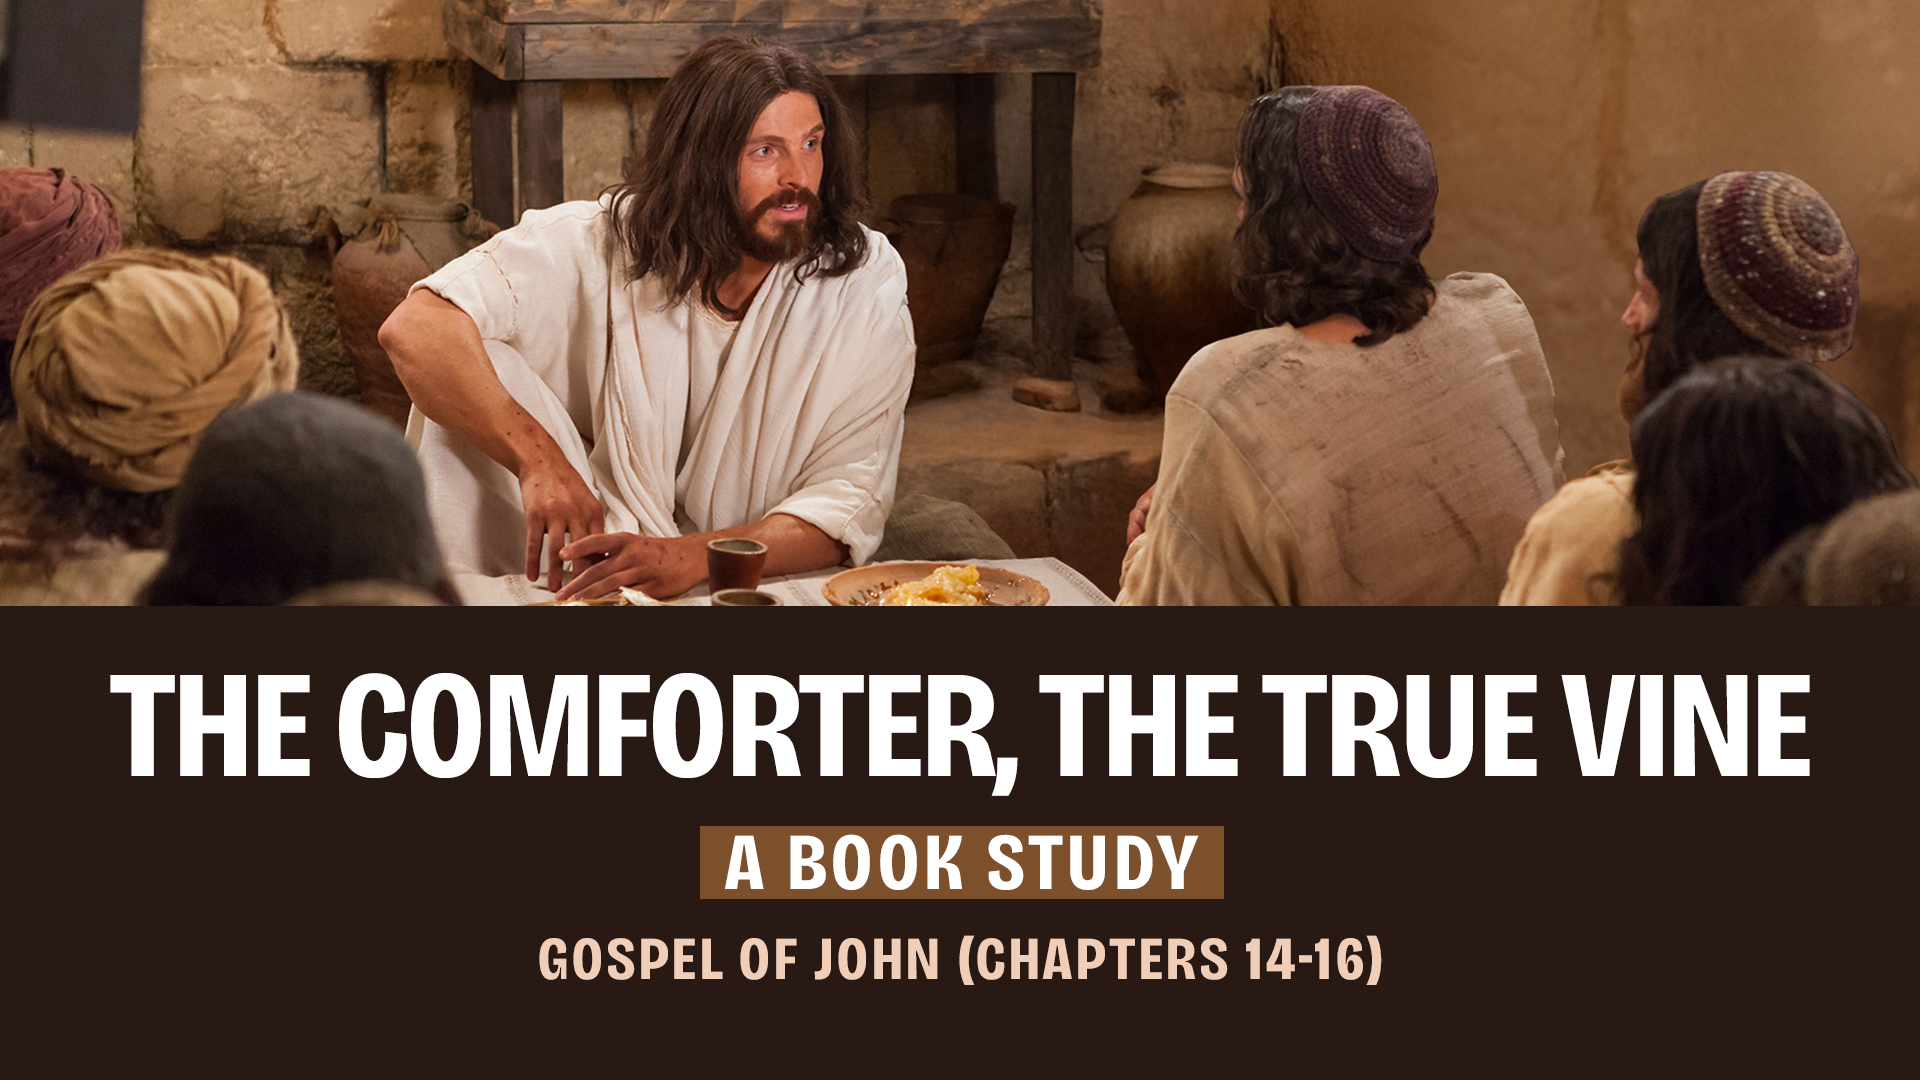 THE COMFORTER, THE TRUE VINE
A BOOK STUDY
GOSPEL OF JOHN (CHAPTERS 14-16)